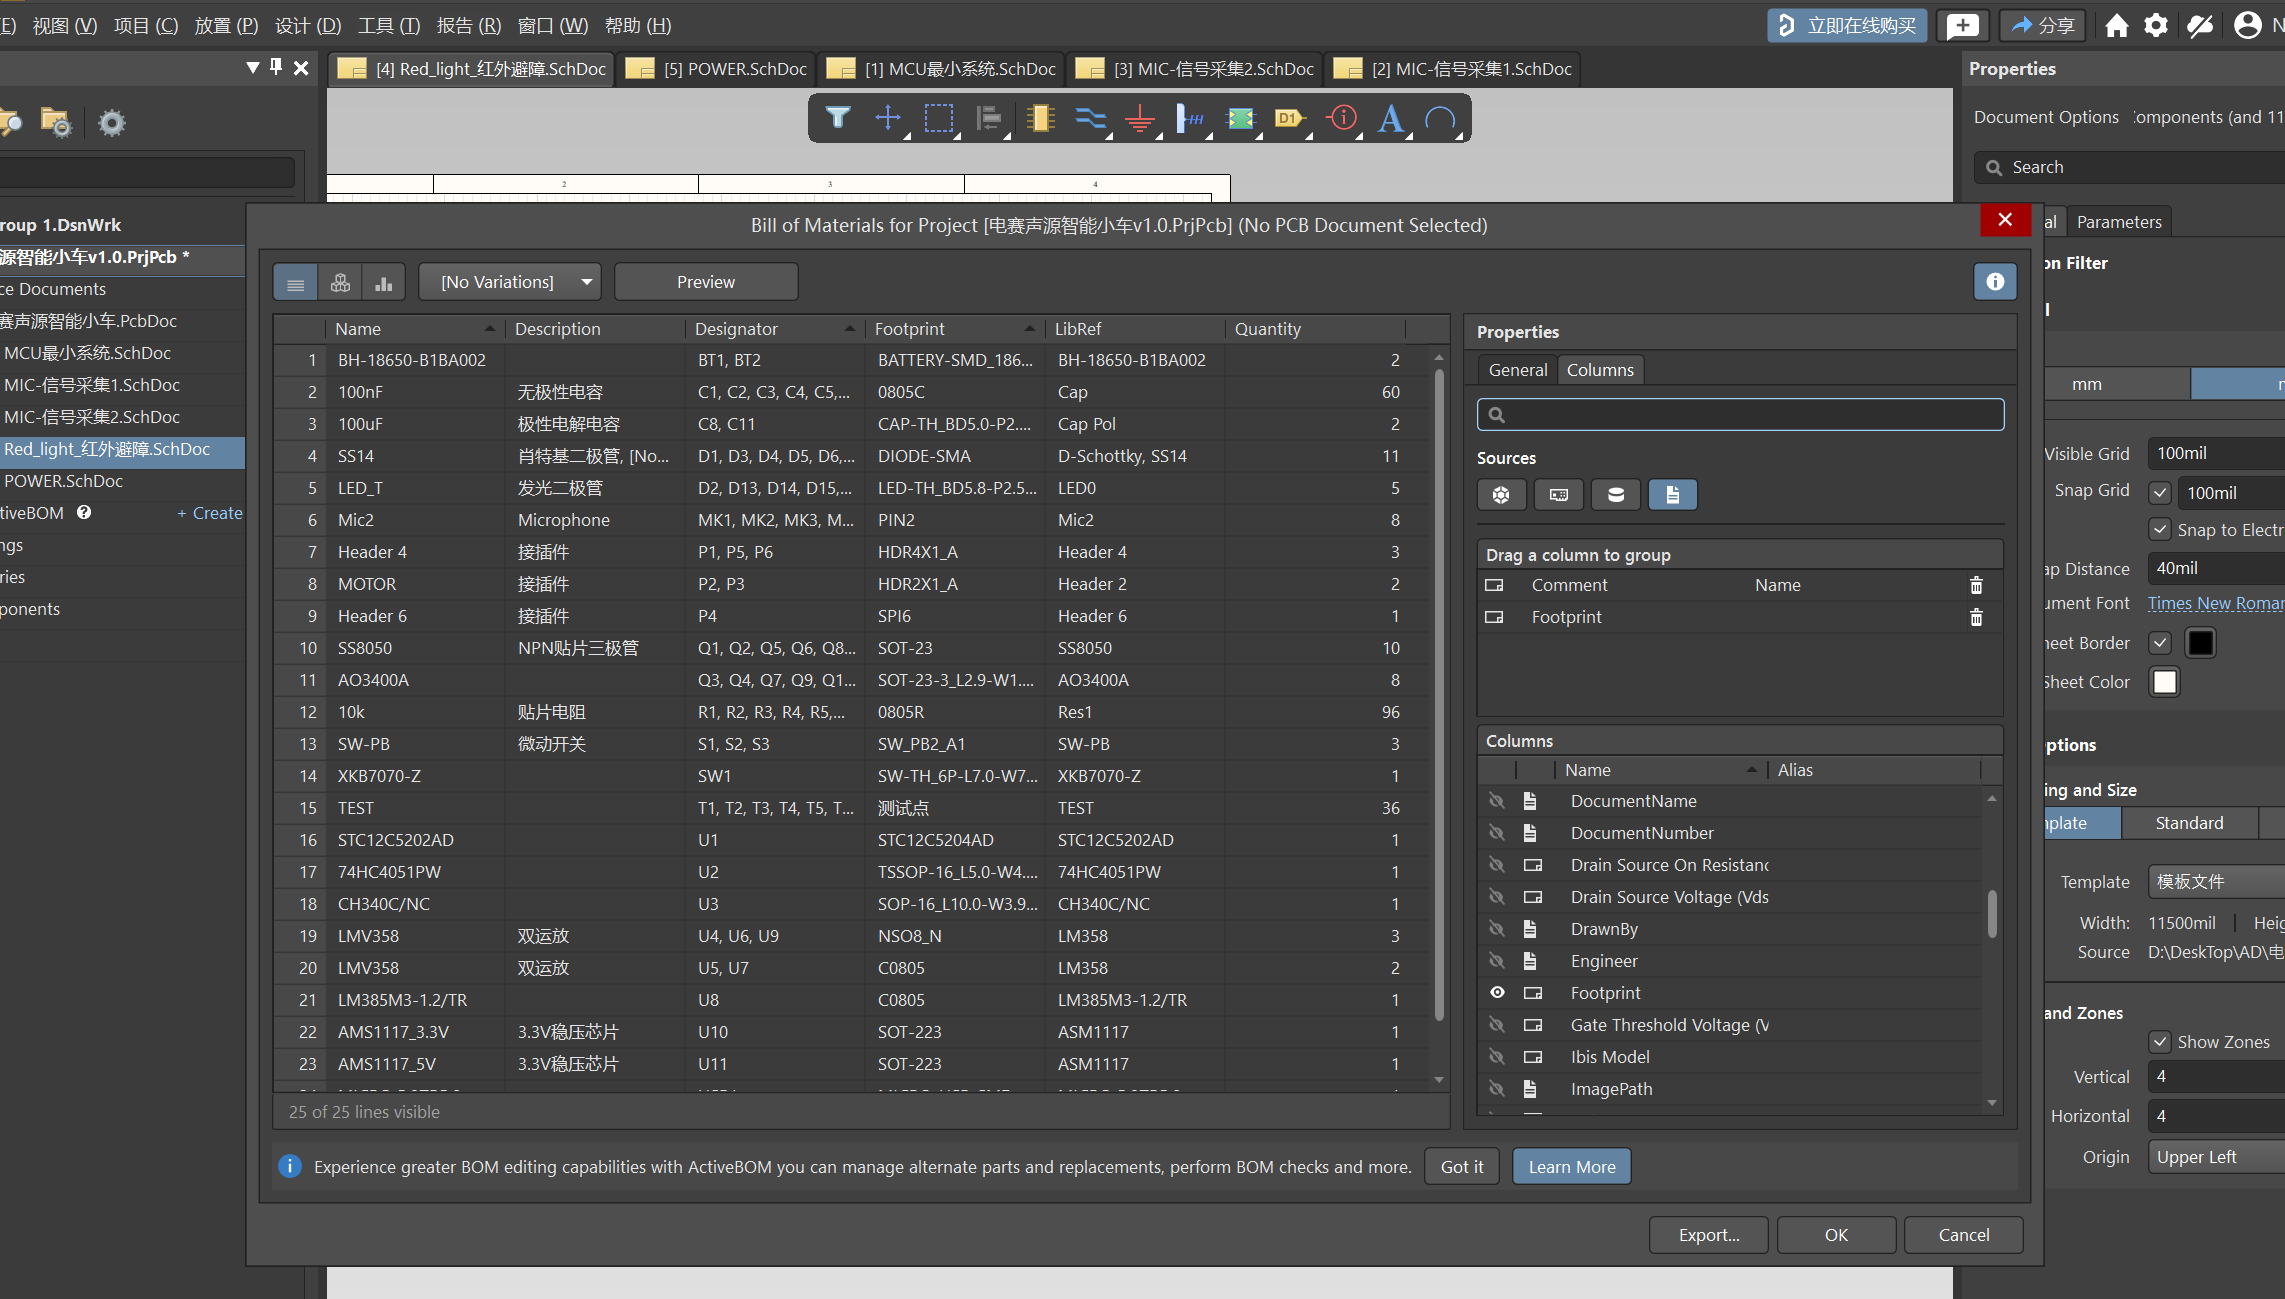 (E) 视图 (V) 项目 (C) 放置 (P) 设计 (D) 工具 (T) 报告 (R) 窗口 (W) 帮助 (H)
立即在线购买
分享
[4] Red_light_红外避障.SchDoc
[5] POWER.SchDoc
[1] MCU最小系统.SchDoc
[3] MIC-信号采集2.SchDoc
[2] MIC-信号采集1.SchDoc
D1
2 3 4
roup 1.DsnWrk
源智能小车v1.0.PrjPcb *
ce Documents
赛声源智能小车.PcbDoc
MCU最小系统.SchDoc
MIC-信号采集1.SchDoc
MIC-信号采集2.SchDoc
Red_light_红外避障.SchDoc
POWER.SchDoc
tiveBOM + Create
ngs
ries
ponents
Bill of Materials for Project [电赛声源智能小车v1.0.PrjPcb] (No PCB Document Selected)
[No Variations] Preview
Name Description Designator Footprint LibRef Quantity
1 BH-18650-B1BA002 BT1, BT2 BATTERY-SMD_186... BH-18650-B1BA002 2
2 100nF 无极性电容 C1, C2, C3, C4, C5,... 0805C Cap 60
3 100uF 极性电解电容 C8, C11 CAP-TH_BD5.0-P2.... Cap Pol 2
4 SS14 肖特基二极管, [No... D1, D3, D4, D5, D6,... DIODE-SMA D-Schottky, SS14 11
5 LED_T 发光二极管 D2, D13, D14, D15,... LED-TH_BD5.8-P2.5... LED0 5
6 Mic2 Microphone MK1, MK2, MK3, M... PIN2 Mic2 8
7 Header 4 接插件 P1, P5, P6 HDR4X1_A Header 4 3
8 MOTOR 接插件 P2, P3 HDR2X1_A Header 2 2
9 Header 6 接插件 P4 SPI6 Header 6 1
10 SS8050 NPN贴片三极管 Q1, Q2, Q5, Q6, Q8... SOT-23 SS8050 10
11 AO3400A Q3, Q4, Q7, Q9, Q1... SOT-23-3_L2.9-W1.... AO3400A 8
12 10k 贴片电阻 R1, R2, R3, R4, R5,... 0805R Res1 96
13 SW-PB 微动开关 S1, S2, S3 SW_PB2_A1 SW-PB 3
14 XKB7070-Z SW1 SW-TH_6P-L7.0-W7... XKB7070-Z 1
15 TEST T1, T2, T3, T4, T5, T... 测试点 TEST 36
16 STC12C5202AD U1 STC12C5204AD STC12C5202AD 1
17 74HC4051PW U2 TSSOP-16_L5.0-W4.... 74HC4051PW 1
18 CH340C/NC U3 SOP-16_L10.0-W3.9... CH340C/NC 1
19 LMV358 双运放 U4, U6, U9 NSO8_N LM358 3
20 LMV358 双运放 U5, U7 C0805 LM358 2
21 LM385M3-1.2/TR U8 C0805 LM385M3-1.2/TR 1
22 AMS1117_3.3V 3.3V稳压芯片 U10 SOT-223 ASM1117 1
23 AMS1117_5V 3.3V稳压芯片 U11 SOT-223 ASM1117 1
25 of 25 lines visible
Properties
General Columns
Sources
Drag a column to group
Comment Name
Footprint
Columns
Name Alias
DocumentName
DocumentNumber
Drain Source On Resistanc
Drain Source Voltage (Vds
DrawnBy
Engineer
Footprint
Gate Threshold Voltage (V
Ibis Model
ImagePath
Experience greater BOM editing capabilities with ActiveBOM you can manage alternate parts and replacements, perform BOM checks and more. Got it Learn More
Export... OK Cancel
Properties
Document Options omponents (and 11
Search
al Parameters
on Filter
mm
Visible Grid 100mil
Snap Grid 100mil
Snap to Electr
ap Distance 40mil
ument Font Times New Roman
heet Border
Sheet Color
ptions
ing and Size
nplate Standard
Template 模板文件
Width: 11500mil Heig
Source D:\DeskTop\AD\电
and Zones
Show Zones
Vertical 4
Horizontal 4
Origin Upper Left